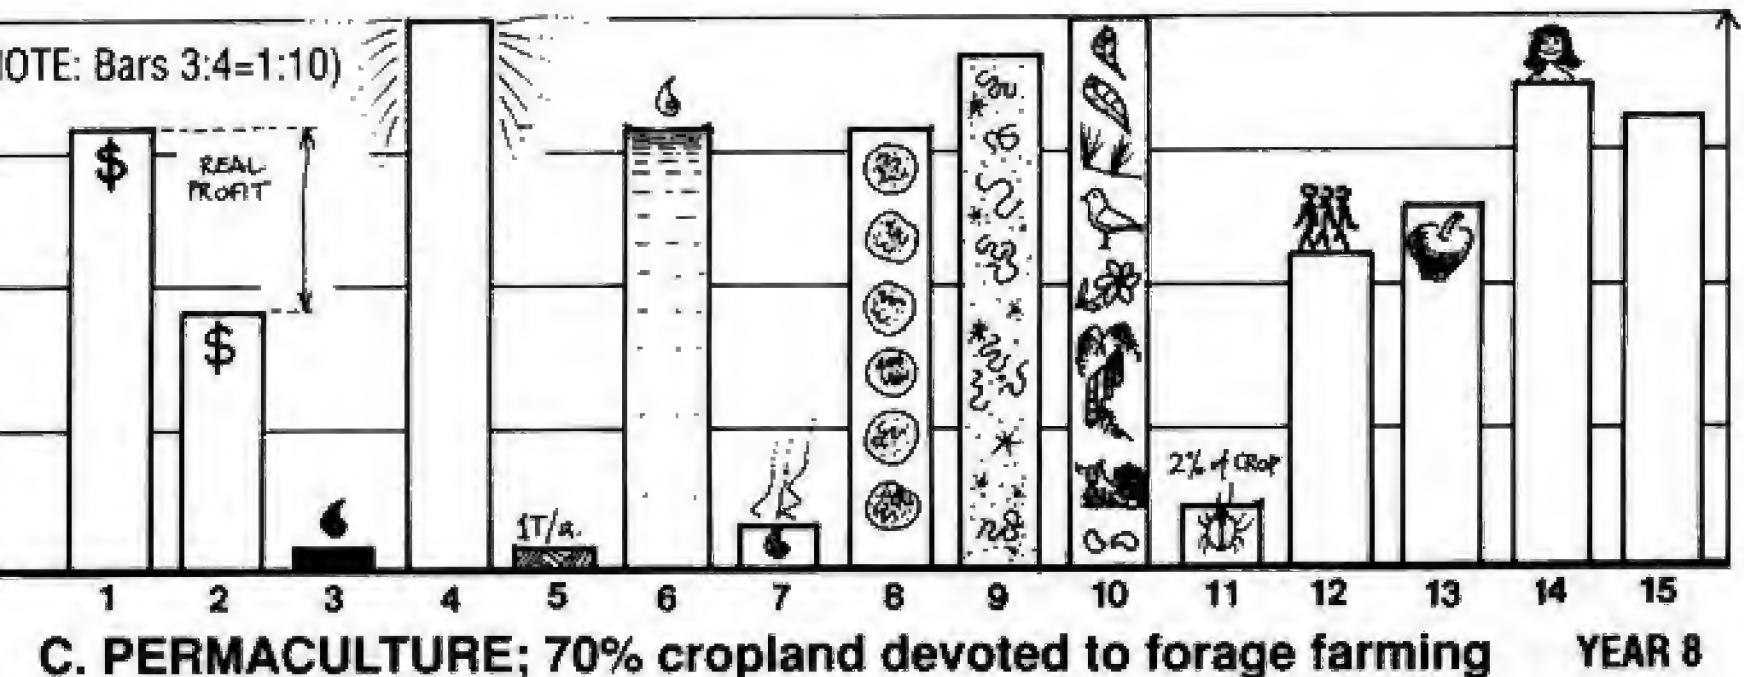 OTE: Bars 3:4=1:10)
$
REAL
PROFIT
$
1T/a.
2% of CROP
1 2 3 4 5 6 7 8 9 10 11 12 13 14 15
C. PERMACULTURE; 70% cropland devoted to forage farming YEAR 8